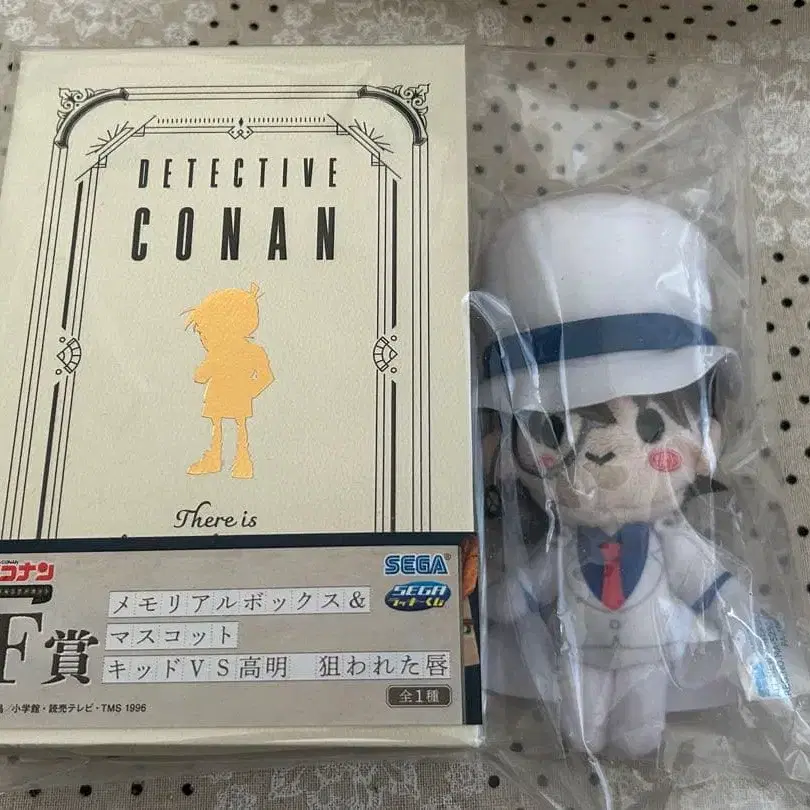 DETECTIVE
CONAN
There is
CONAN
コナン
SEGA
SEGA
ラッキーくじ
F賞
メモリアルボックス&
マスコット
キッドVS高明 狙われた唇
全1種
/小学館・読売テレビ・TMS 1996